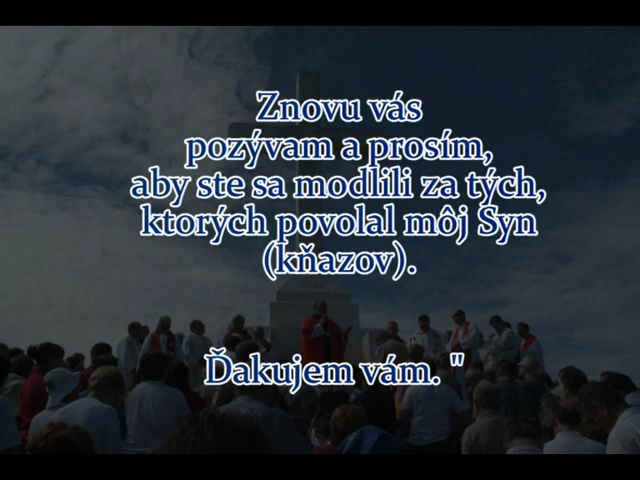 Znovu vás
pozývam a prosím,
aby ste sa modlili za tých,
ktorých povolal môj Syn
(kňazov).
Ďakujem vám. "